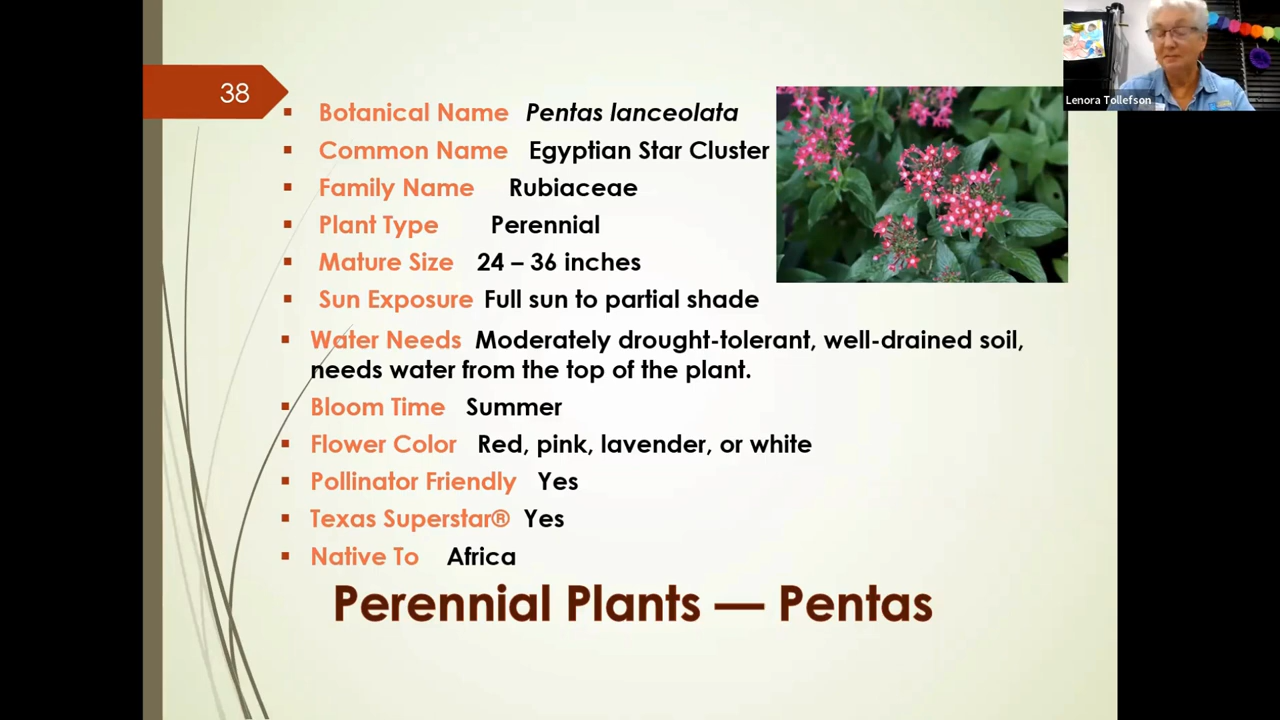 38
Botanical Name Pentas lanceolata
Common Name Egyptian Star Cluster
Family Name Rubiaceae
Plant Type Perennial
Mature Size 24 – 36 inches
Sun Exposure Full sun to partial shade
Water Needs Moderately drought-tolerant, well-drained soil,
needs water from the top of the plant.
Bloom Time Summer
Flower Color Red, pink, lavender, or white
Pollinator Friendly Yes
Texas Superstar® Yes
Native To Africa
Perennial Plants — Pentas
Lenora Tollefson